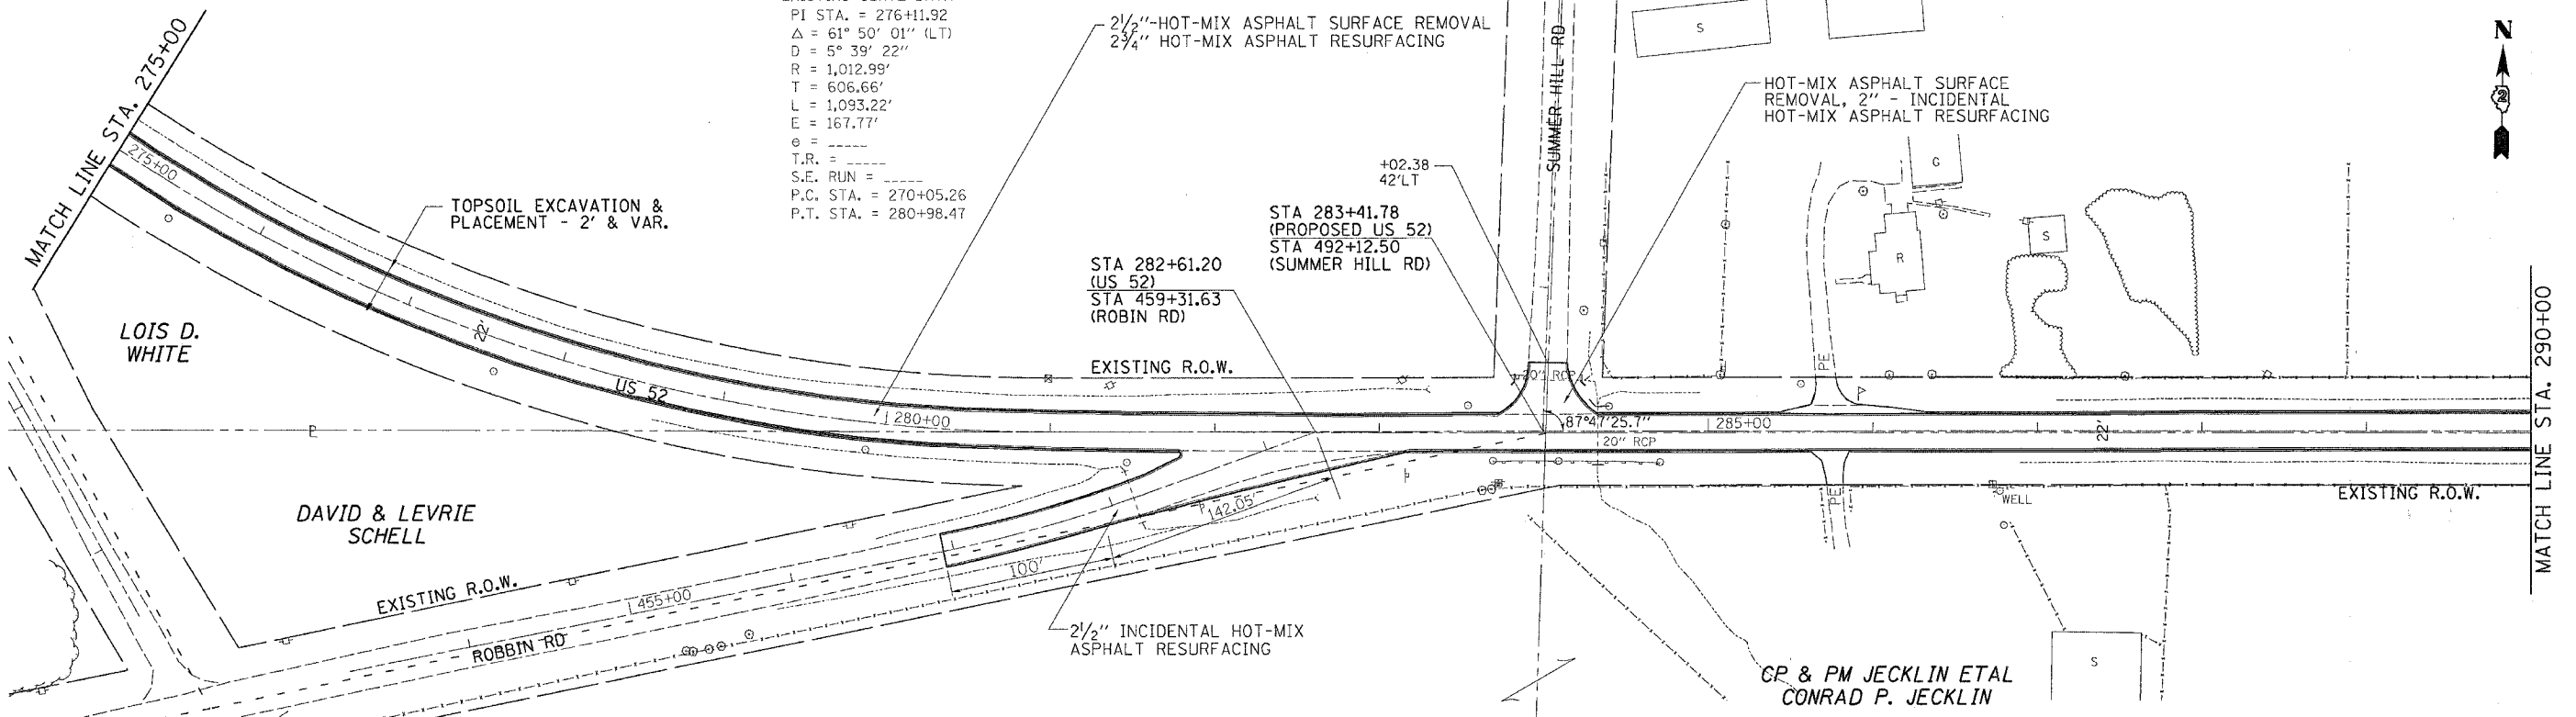 PI STA. = 276+11.92
Δ = 61° 50' 01" (LT)
D = 5° 39' 22"
R = 1,012.99'
T = 606.66'
L = 1,093.22'
E = 167.77'
e = _____
T.R. = _____
S.E. RUN = _____
P.C. STA. = 270+05.26
P.T. STA. = 280+98.47
2½"-HOT-MIX ASPHALT SURFACE REMOVAL
2¾" HOT-MIX ASPHALT RESURFACING
SUMMER HILL RD
S
N
2
HOT-MIX ASPHALT SURFACE
REMOVAL, 2" - INCIDENTAL
HOT-MIX ASPHALT RESURFACING
MATCH LINE STA. 275+00
275+00
TOPSOIL EXCAVATION &
PLACEMENT - 2' & VAR.
+02.38
42'LT
STA 283+41.78
(PROPOSED US 52)
STA 492+12.50
(SUMMER HILL RD)
STA 282+61.20
(US 52)
STA 459+31.63
(ROBIN RD)
G
R
S
LOIS D.
WHITE
22'
US 52
EXISTING R.O.W.
20" RCP
PE
280+00
87°47'25.7"
285+00
22'
20" RCP
P
MATCH LINE STA. 290+00
DAVID & LEVRIE
SCHELL
142.05'
100'
PE
WELL
EXISTING R.O.W.
EXISTING R.O.W.
455+00
ROBBIN RD
2½" INCIDENTAL HOT-MIX
ASPHALT RESURFACING
S
CP & PM JECKLIN ETAL
CONRAD P. JECKLIN